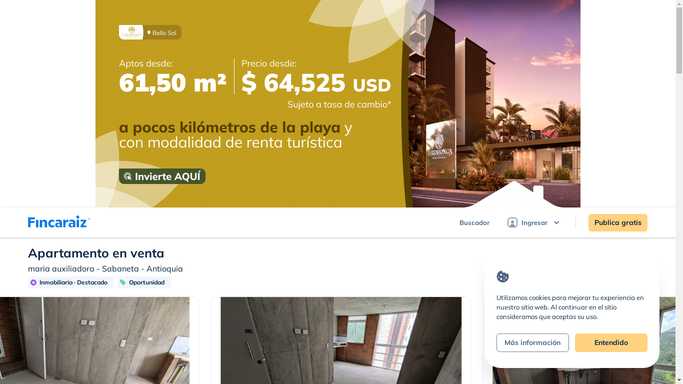 Bello Sol
Aptos desde:
61,50 m²
Precio desde:
$ 64,525 USD
Sujeto a tasa de cambio*
a pocos kilómetros de la playa y
con modalidad de renta turística
Invierte AQUÍ
Fincaraiz
Buscador
Ingresar
Publica gratis
Apartamento en venta
maria auxiliadora - Sabaneta - Antioquia
Inmobiliaria · Destacado
Oportunidad
Utilizamos cookies para mejorar tu experiencia en
nuestro sitio web. Al continuar en el sitio
consideramos que aceptas su uso.
Más información
Entendido